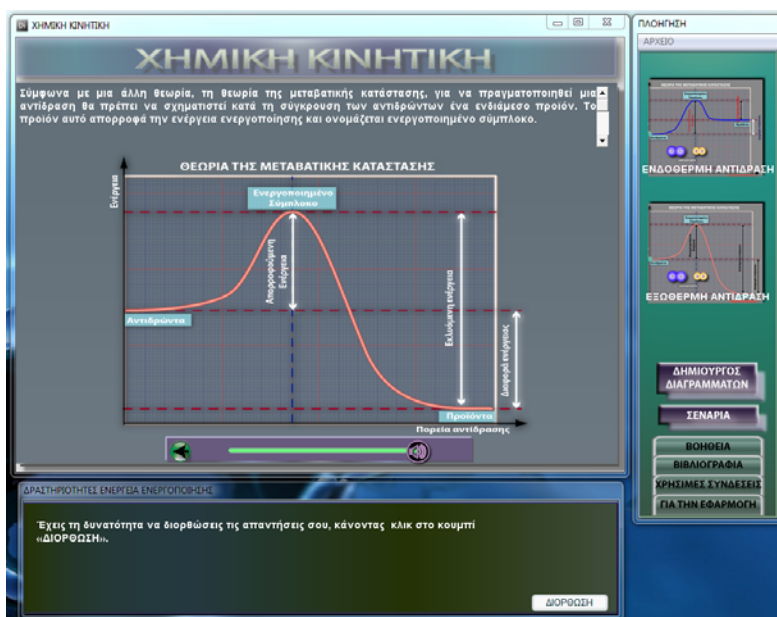 ΧΗΜΙΚΗ ΚΙΝΗΤΙΚΗ
ΧΗΜΙΚΗ ΚΙΝΗΤΙΚΗ
Σύμφωνα με μια άλλη θεωρία, τη θεωρία της μεταβατικής κατάστασης, για να πραγματοποιηθεί μια
αντίδραση θα πρέπει να σχηματιστεί κατά τη σύγκρουση των αντιδρώντων ένα ενδιάμεσο προϊόν. Το
προϊόν αυτό απορροφά την ενέργεια ενεργοποίησης και ονομάζεται ενεργοποιημένο σύμπλοκο.
ΘΕΩΡΙΑ ΤΗΣ ΜΕΤΑΒΑΤΙΚΗΣ ΚΑΤΑΣΤΑΣΗΣ
Ενέργεια
Ενεργοποιημένο
Σύμπλοκο
Απορροφούμενη
Ενέργεια
Εκλυόμενη ενέργεια
Διαφορά ενέργειας
Αντιδρώντα
Προϊόντα
Πορεία αντίδρασης
ΔΡΑΣΤΗΡΙΟΤΗΤΕΣ ΕΝΕΡΓΕΙΑ ΕΝΕΡΓΟΠΟΙΗΣΗΣ
Έχεις τη δυνατότητα να διορθώσεις τις απαντήσεις σου, κάνοντας κλικ στο κουμπί
«ΔΙΟΡΘΩΣΗ».
ΔΙΟΡΘΩΣΗ
ΠΛΟΗΓΗΣΗ
ΑΡΧΕΙΟ
ΕΝΔΟΘΕΡΜΗ ΑΝΤΙΔΡΑΣΗ
ΕΞΩΘΕΡΜΗ ΑΝΤΙΔΡΑΣΗ
ΔΗΜΙΟΥΡΓΟΣ
ΔΙΑΓΡΑΜΜΑΤΩΝ
ΣΕΝΑΡΙΑ
ΒΟΗΘΕΙΑ
ΒΙΒΛΙΟΓΡΑΦΙΑ
ΧΡΗΣΙΜΕΣ ΣΥΝΔΕΣΕΙΣ
ΓΙΑ ΤΗΝ ΕΦΑΡΜΟΓΗ